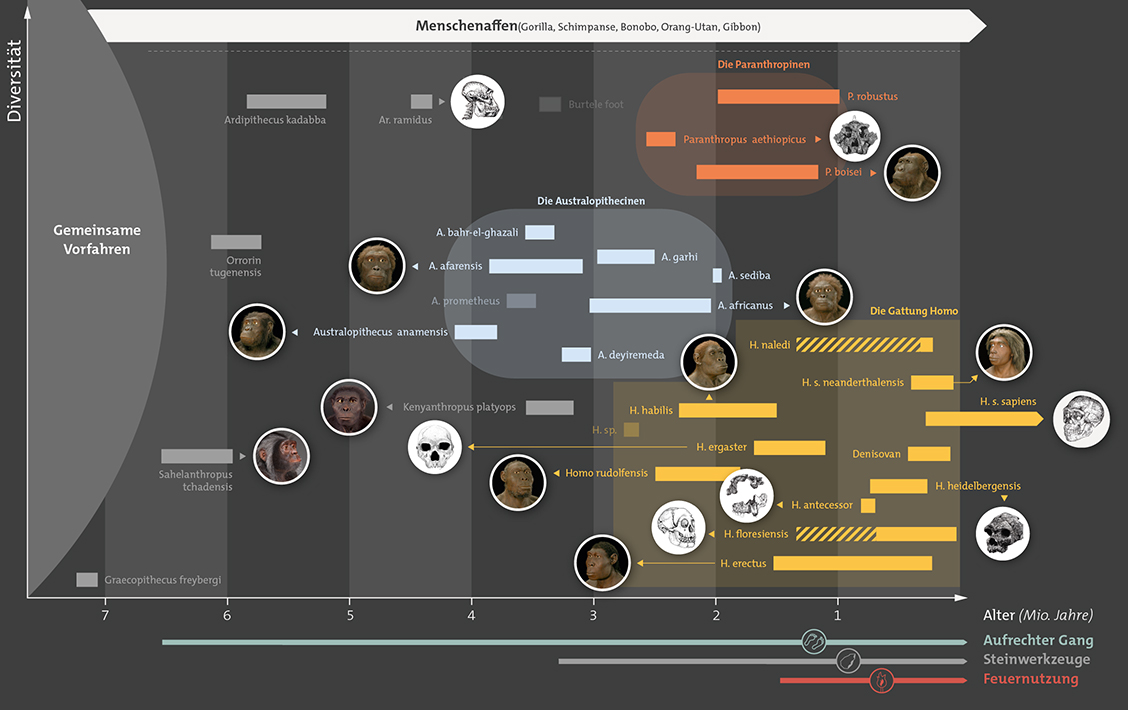 Menschenaffen(Gorilla, Schimpanse, Bonobo, Orang-Utan, Gibbon)
Diversität
Die Paranthropinen
P. robustus
Ardipithecus kadabba
Ar. ramidus
Burtele foot
Paranthropus aethiopicus
P. boisei
Die Australopithecinen
Gemeinsame
Vorfahren
A. bahr-el-ghazali
A. garhi
Orrorin
tugenensis
A. afarensis
A. sediba
A. prometheus
A. africanus
Die Gattung Homo
Australopithecus anamensis
H. naledi
A. deyiremeda
H. s. neanderthalensis
H. s. sapiens
Kenyanthropus platyops
H. habilis
H. sp.
H. ergaster
Denisovan
Sahelanthropus
tchadensis
Homo rudolfensis
H. heidelbergensis
H. antecessor
H. floresiensis
H. erectus
Graecopithecus freybergi
7
6
5
4
3
2
1
Alter (Mio. Jahre)
Aufrechter Gang
Steinwerkzeuge
Feuernutzung